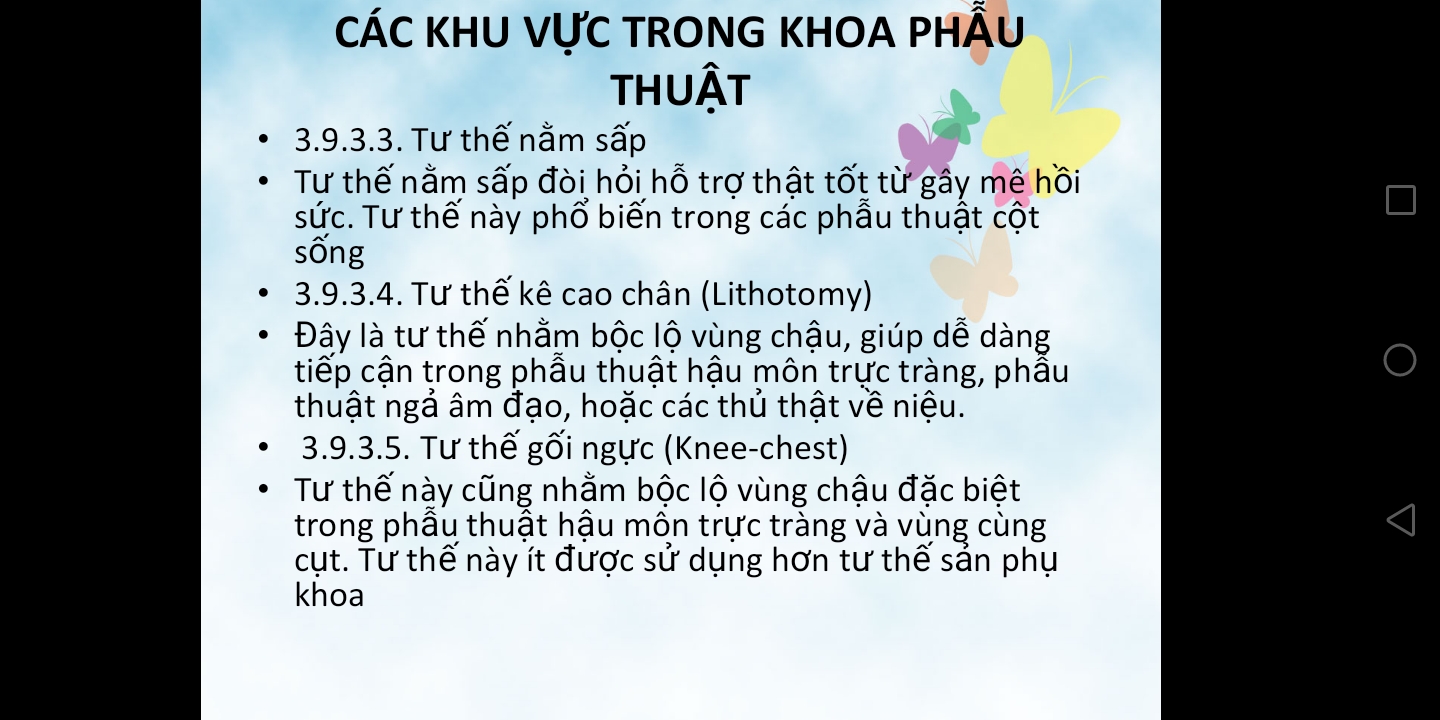 CÁC KHU VỰC TRONG KHOA PHẪU
THUẬT
• 3.9.3.3. Tư thế nằm sấp
• Tư thế nằm sấp đòi hỏi hỗ trợ thật tốt từ gây mê hồi
sức. Tư thế này phổ biến trong các phẫu thuật cột
sống
• 3.9.3.4. Tư thế kê cao chân (Lithotomy)
• Đây là tư thế nhằm bộc lộ vùng chậu, giúp dễ dàng
tiếp cận trong phẫu thuật hậu môn trực tràng, phẫu
thuật ngả âm đạo, hoặc các thủ thật về niệu.
• 3.9.3.5. Tư thế gối ngực (Knee-chest)
• Tư thế này cũng nhằm bộc lộ vùng chậu đặc biệt
trong phẫu thuật hậu môn trực tràng và vùng cùng
cụt. Tư thế này ít được sử dụng hơn tư thế sản phụ
khoa